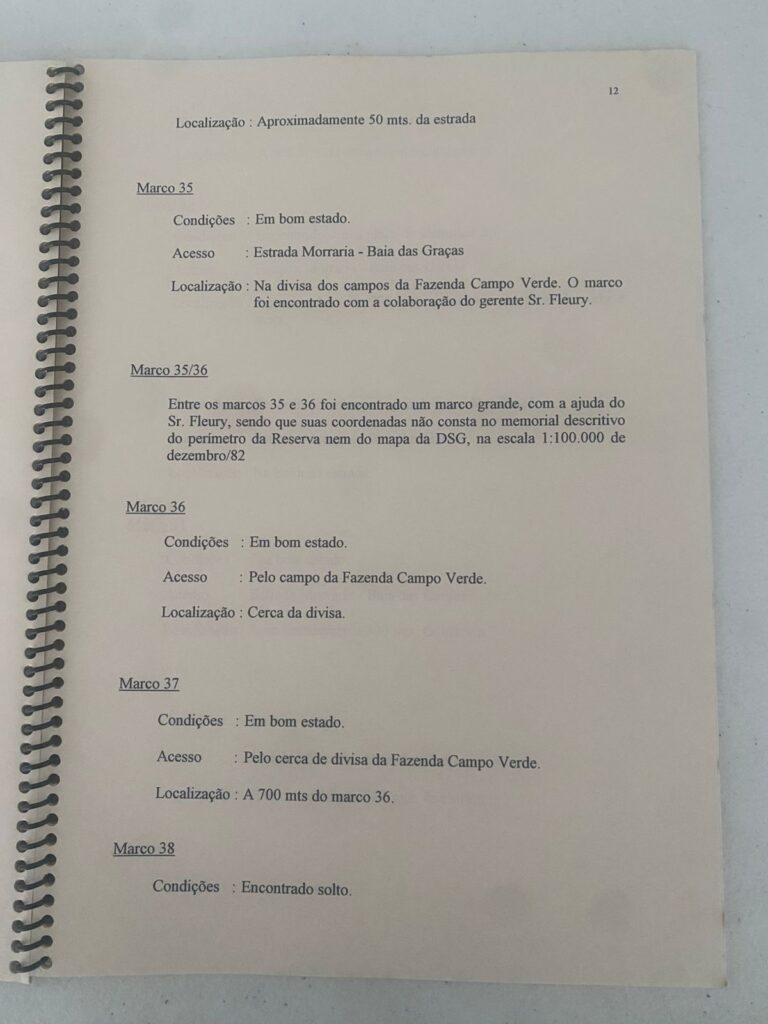 12
Localização : Aproximadamente 50 mts. da estrada
Marco 35
Condições : Em bom estado.
Acesso : Estrada Morraria - Baia das Graças
Localização : Na divisa dos campos da Fazenda Campo Verde. O marco
foi encontrado com a colaboração do gerente Sr. Fleury.
Marco 35/36
Entre os marcos 35 e 36 foi encontrado um marco grande, com a ajuda do
Sr. Fleury, sendo que suas coordenadas não consta no memorial descritivo
do perímetro da Reserva nem do mapa da DSG, na escala 1:100.000 de
dezembro/82
Marco 36
Condições : Em bom estado.
Acesso : Pelo campo da Fazenda Campo Verde.
Localização : Cerca da divisa.
Marco 37
Condições : Em bom estado.
Acesso : Pelo cerca de divisa da Fazenda Campo Verde.
Localização : A 700 mts do marco 36.
Marco 38
Condições : Encontrado solto.